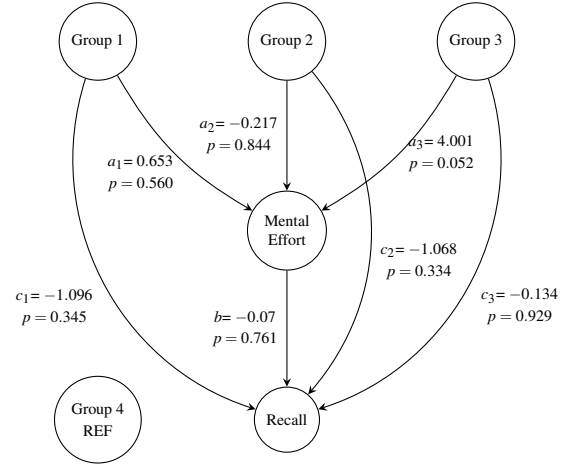 Group 1
Group 2
Group 3
a₂= −0.217
p = 0.844
a₁= 0.653
p = 0.560
a₃= 4.001
p = 0.052
Mental
Effort
c₂= −1.068
p = 0.334
c₁= −1.096
p = 0.345
b= −0.07
p = 0.761
c₃= −0.134
p = 0.929
Group 4
REF
Recall